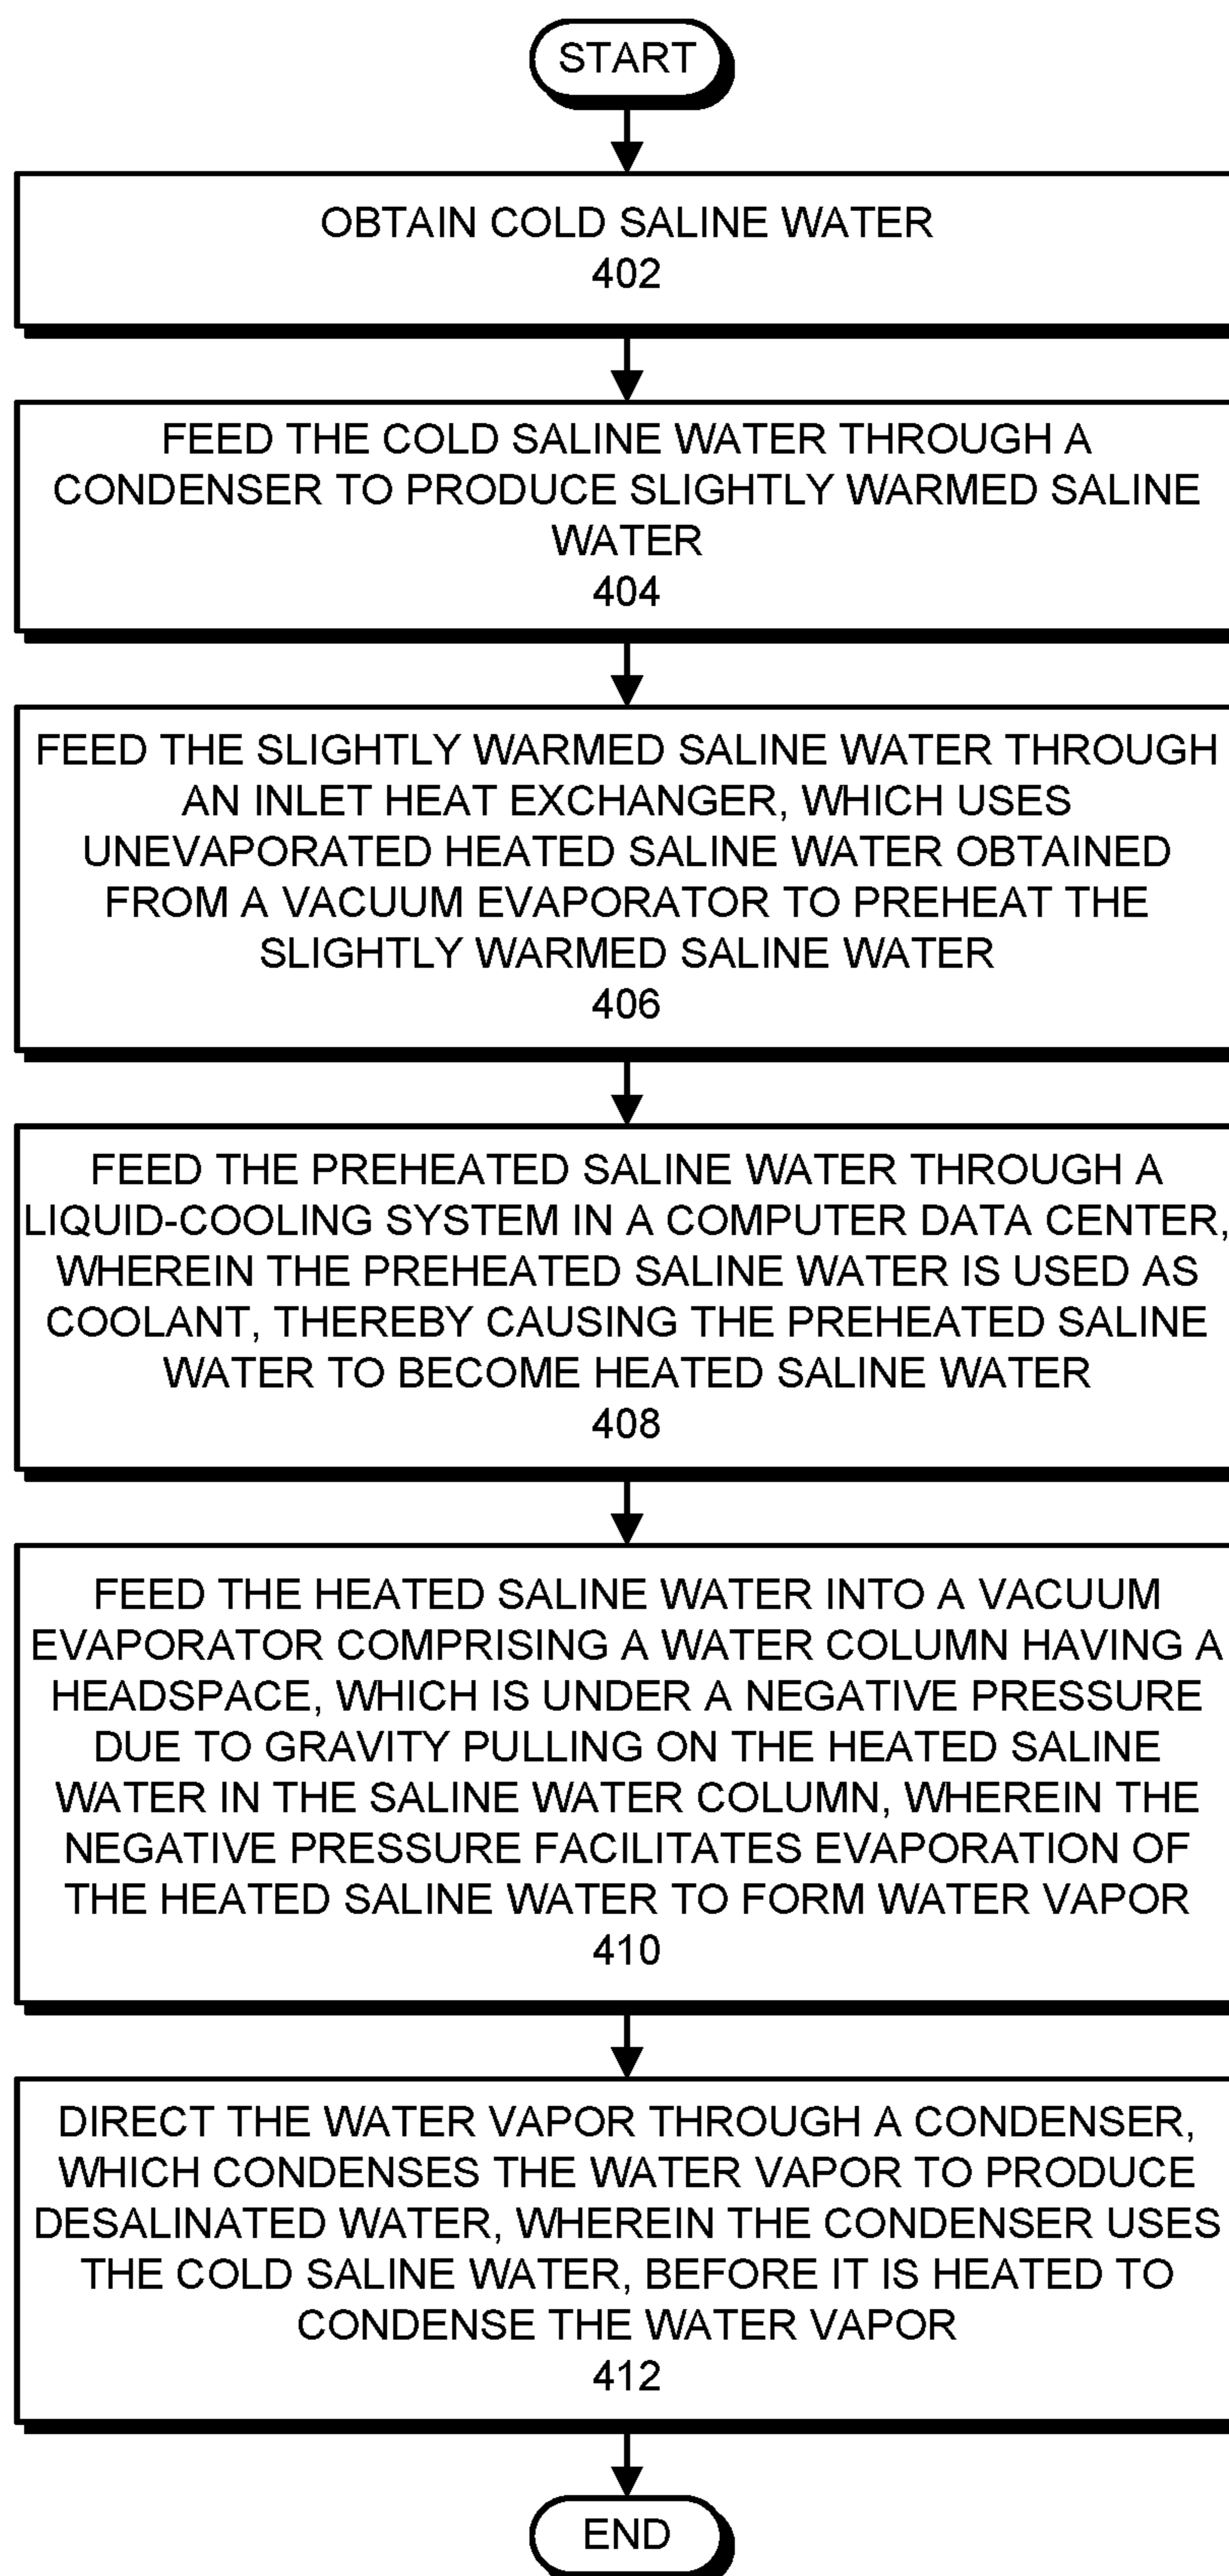 START
OBTAIN COLD SALINE WATER
402
FEED THE COLD SALINE WATER THROUGH A
CONDENSER TO PRODUCE SLIGHTLY WARMED SALINE
WATER
404
FEED THE SLIGHTLY WARMED SALINE WATER THROUGH
AN INLET HEAT EXCHANGER, WHICH USES
UNEVAPORATED HEATED SALINE WATER OBTAINED
FROM A VACUUM EVAPORATOR TO PREHEAT THE
SLIGHTLY WARMED SALINE WATER
406
FEED THE PREHEATED SALINE WATER THROUGH A
LIQUID-COOLING SYSTEM IN A COMPUTER DATA CENTER,
WHEREIN THE PREHEATED SALINE WATER IS USED AS
COOLANT, THEREBY CAUSING THE PREHEATED SALINE
WATER TO BECOME HEATED SALINE WATER
408
FEED THE HEATED SALINE WATER INTO A VACUUM
EVAPORATOR COMPRISING A WATER COLUMN HAVING A
HEADSPACE, WHICH IS UNDER A NEGATIVE PRESSURE
DUE TO GRAVITY PULLING ON THE HEATED SALINE
WATER IN THE SALINE WATER COLUMN, WHEREIN THE
NEGATIVE PRESSURE FACILITATES EVAPORATION OF
THE HEATED SALINE WATER TO FORM WATER VAPOR
410
DIRECT THE WATER VAPOR THROUGH A CONDENSER,
WHICH CONDENSES THE WATER VAPOR TO PRODUCE
DESALINATED WATER, WHEREIN THE CONDENSER USES
THE COLD SALINE WATER, BEFORE IT IS HEATED TO
CONDENSE THE WATER VAPOR
412
END